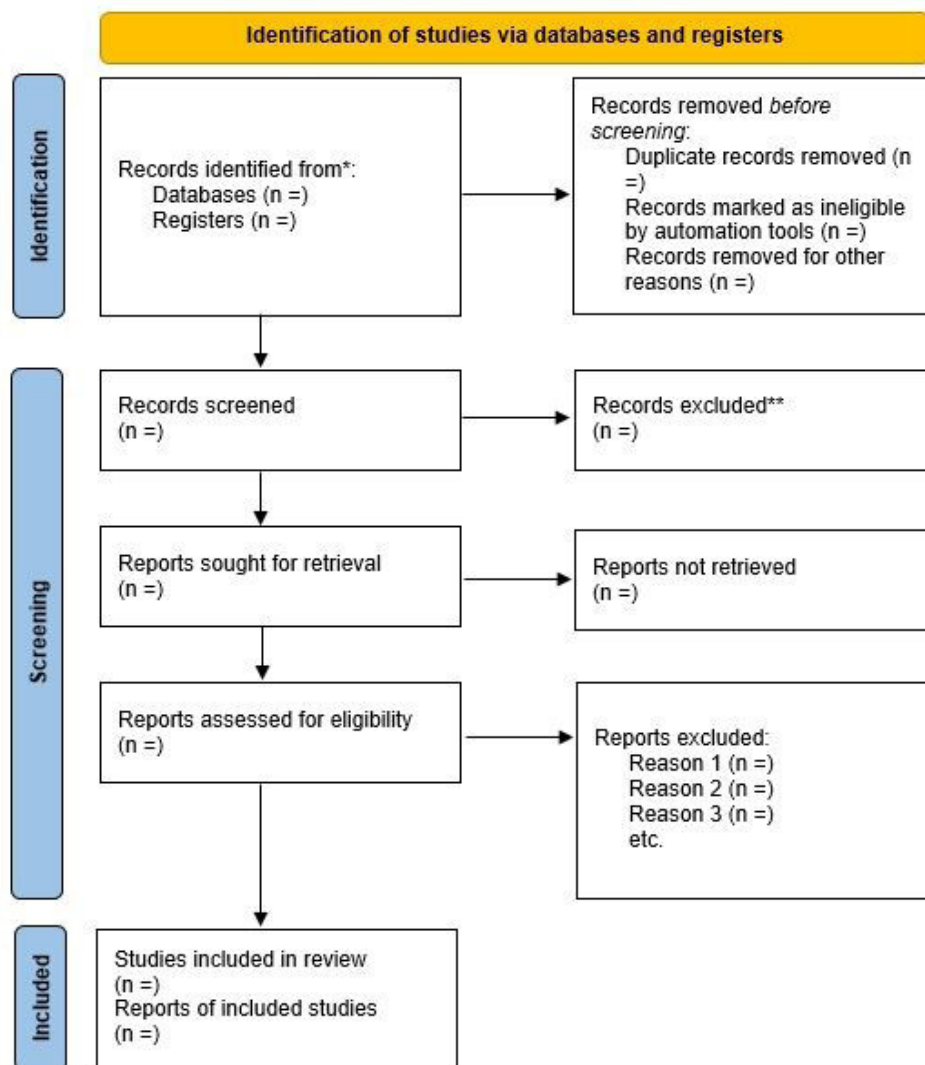 Identification of studies via databases and registers
Identification
Records identified from*:
Databases (n =)
Registers (n =)
Records removed before
screening:
Duplicate records removed (n
=)
Records marked as ineligible
by automation tools (n =)
Records removed for other
reasons (n =)
Screening
Records screened
(n =)
Records excluded**
(n =)
Reports sought for retrieval
(n =)
Reports not retrieved
(n =)
Reports assessed for eligibility
(n =)
Reports excluded:
Reason 1 (n =)
Reason 2 (n =)
Reason 3 (n =)
etc.
Included
Studies included in review
(n =)
Reports of included studies
(n =)